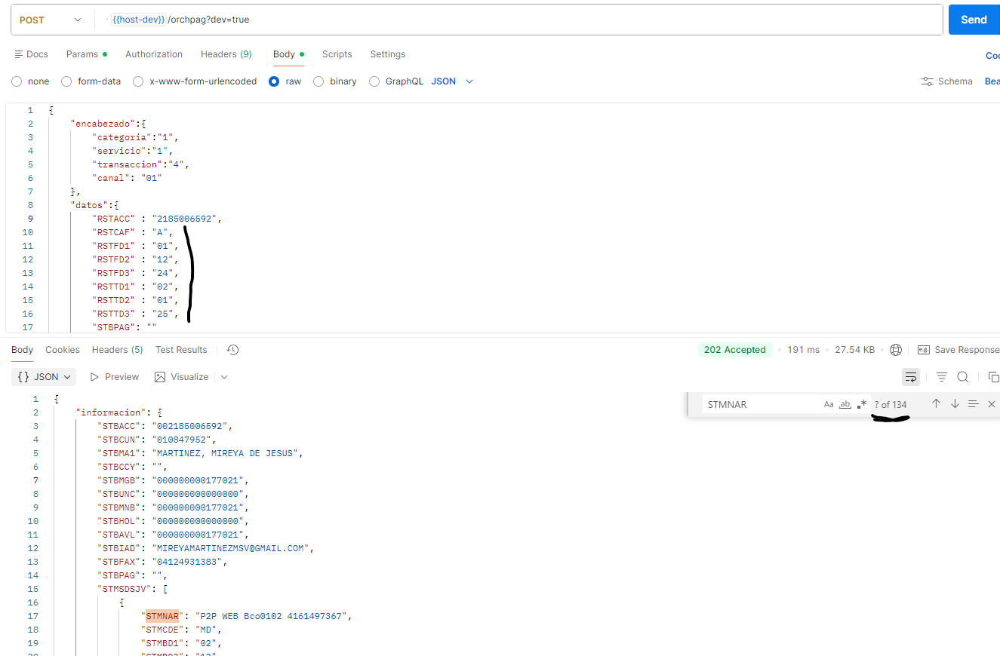 POST {{host-dev}} /orchpag?dev=true Send
Docs Params Authorization Headers (9) Body Scripts Settings Coo
none form-data x-www-form-urlencoded raw binary GraphQL JSON Schema Bea
1 {
2 "encabezado":{
3 "categoria":"1",
4 "servicio":"1",
5 "transaccion":"4",
6 "canal": "01"
7 },
8 "datos":{
9 "RSTACC" : "2185006592",
10 "RSTCAF" : "A",
11 "RSTFD1" : "01",
12 "RSTFD2" : "12",
13 "RSTFD3" : "24",
14 "RSTTD1" : "02",
15 "RSTTD2" : "01",
16 "RSTTD3" : "25",
17 "STBPAG": ""
Body Cookies Headers (5) Test Results 202 Accepted 191 ms 27.54 KB e.g. Save Response
{} JSON Preview Visualize
STMNAR Aa ab .* ? of 134
1 {
2 "informacion": {
3 "STBACC": "002185006592",
4 "STBCUN": "010847952",
5 "STBMA1": "MARTINEZ, MIREYA DE JESUS",
6 "STBCCY": "",
7 "STBMGB": "000000000177021",
8 "STBUNC": "000000000000000",
9 "STBMNB": "000000000177021",
10 "STBHOL": "000000000000000",
11 "STBAVL": "000000000177021",
12 "STBIAD": "MIREYAMARTINEZMSV@GMAIL.COM",
13 "STBFAX": "04124931383",
14 "STBPAG": "",
15 "STMSDSJV": [
16 {
17 "STMNAR": "P2P WEB Bco0102 4161497367",
18 "STMCDE": "MD",
19 "STMBD1": "02",
20 "STMBD2": "12"